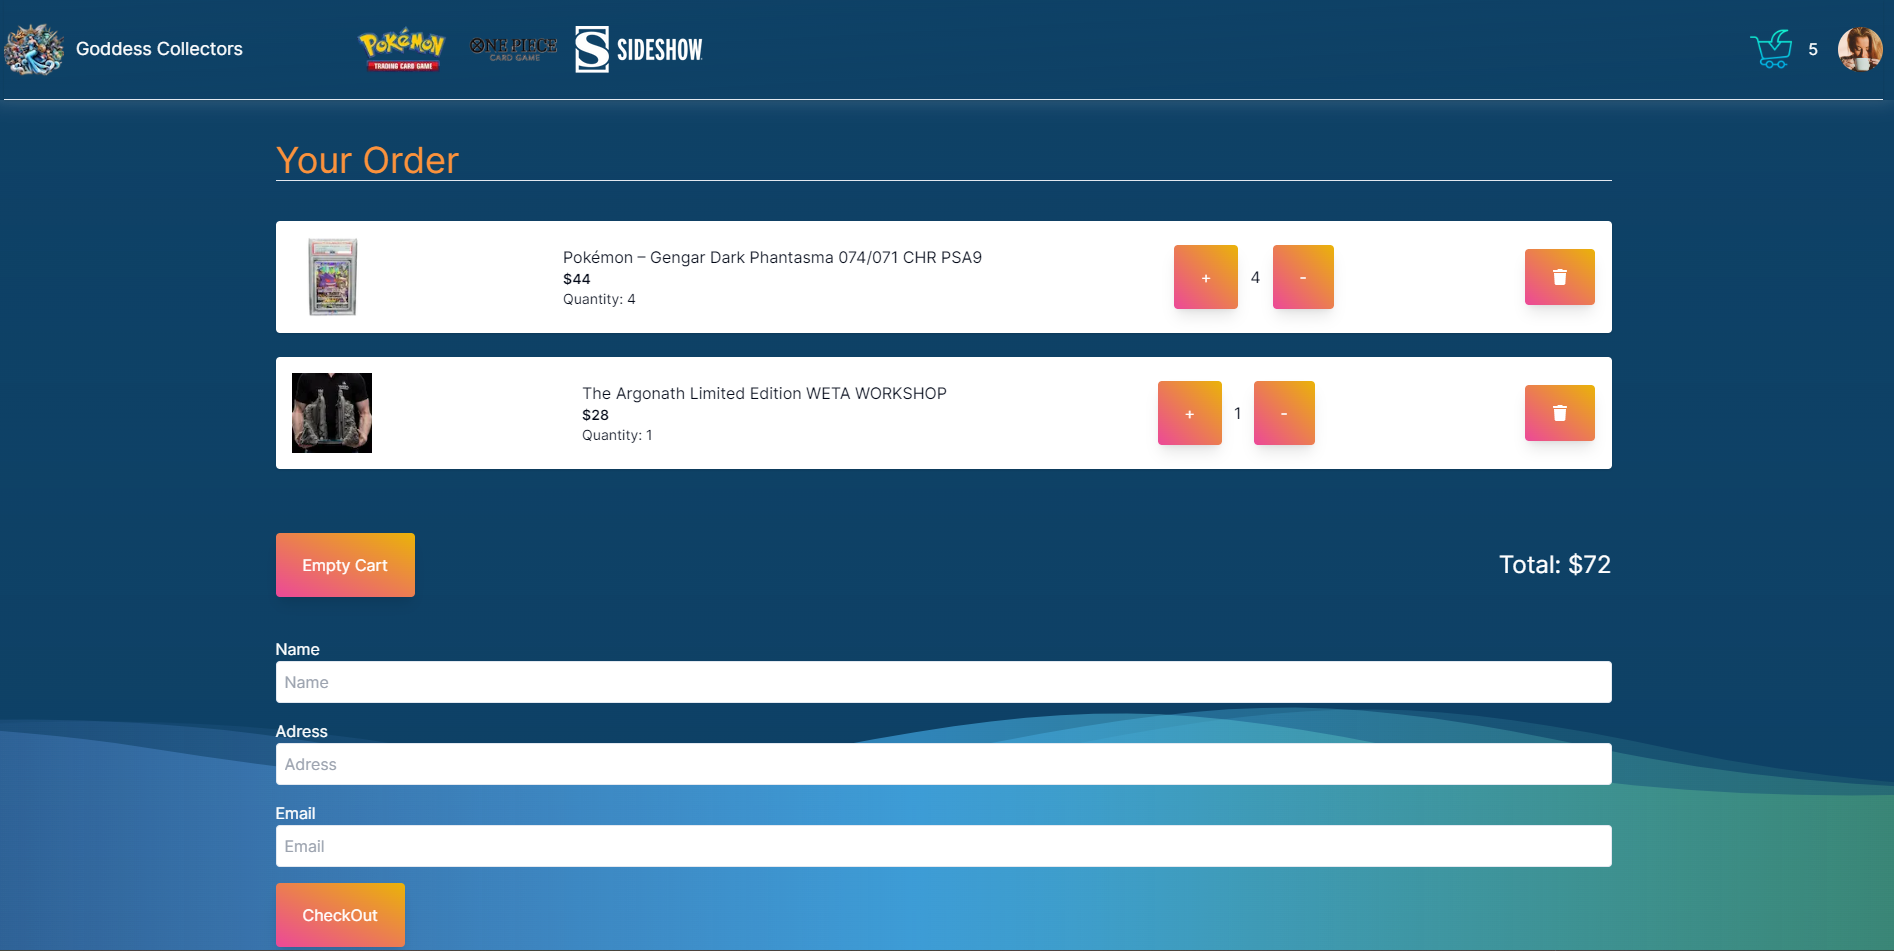 Goddess Collectors
Pokémon
TRADING CARD GAME
ONE PIECE
CARD GAME
S SIDESHOW
5
Your Order
Pokémon – Gengar Dark Phantasma 074/071 CHR PSA9
$44
Quantity: 4
+ 4 -
The Argonath Limited Edition WETA WORKSHOP
$28
Quantity: 1
+ 1 -
Empty Cart
Total: $72
Name
Name
Adress
Adress
Email
Email
CheckOut